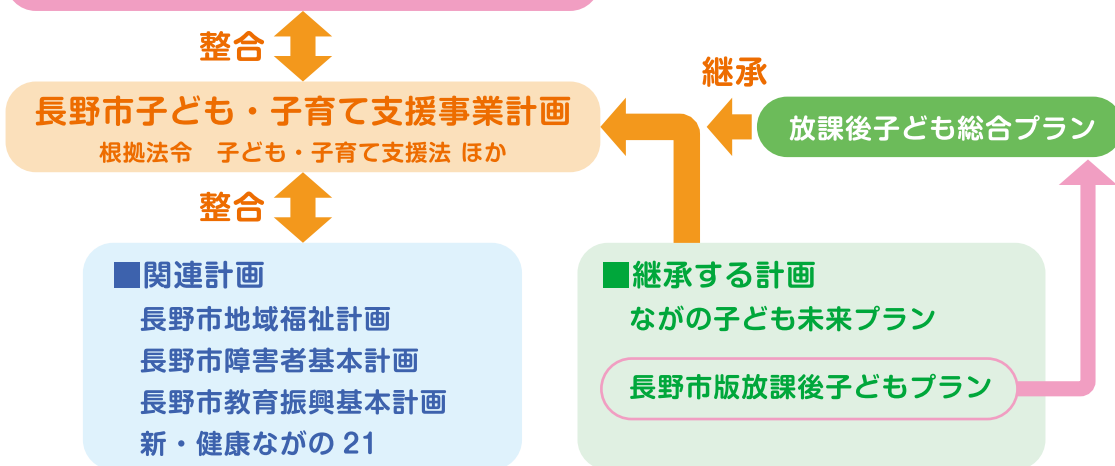 整合
継承
長野市子ども・子育て支援事業計画
根拠法令　子ども・子育て支援法 ほか
放課後子ども総合プラン
整合
■関連計画
長野市地域福祉計画
長野市障害者基本計画
長野市教育振興基本計画
新・健康ながの 21
■継承する計画
ながの子ども未来プラン
長野市版放課後子どもプラン